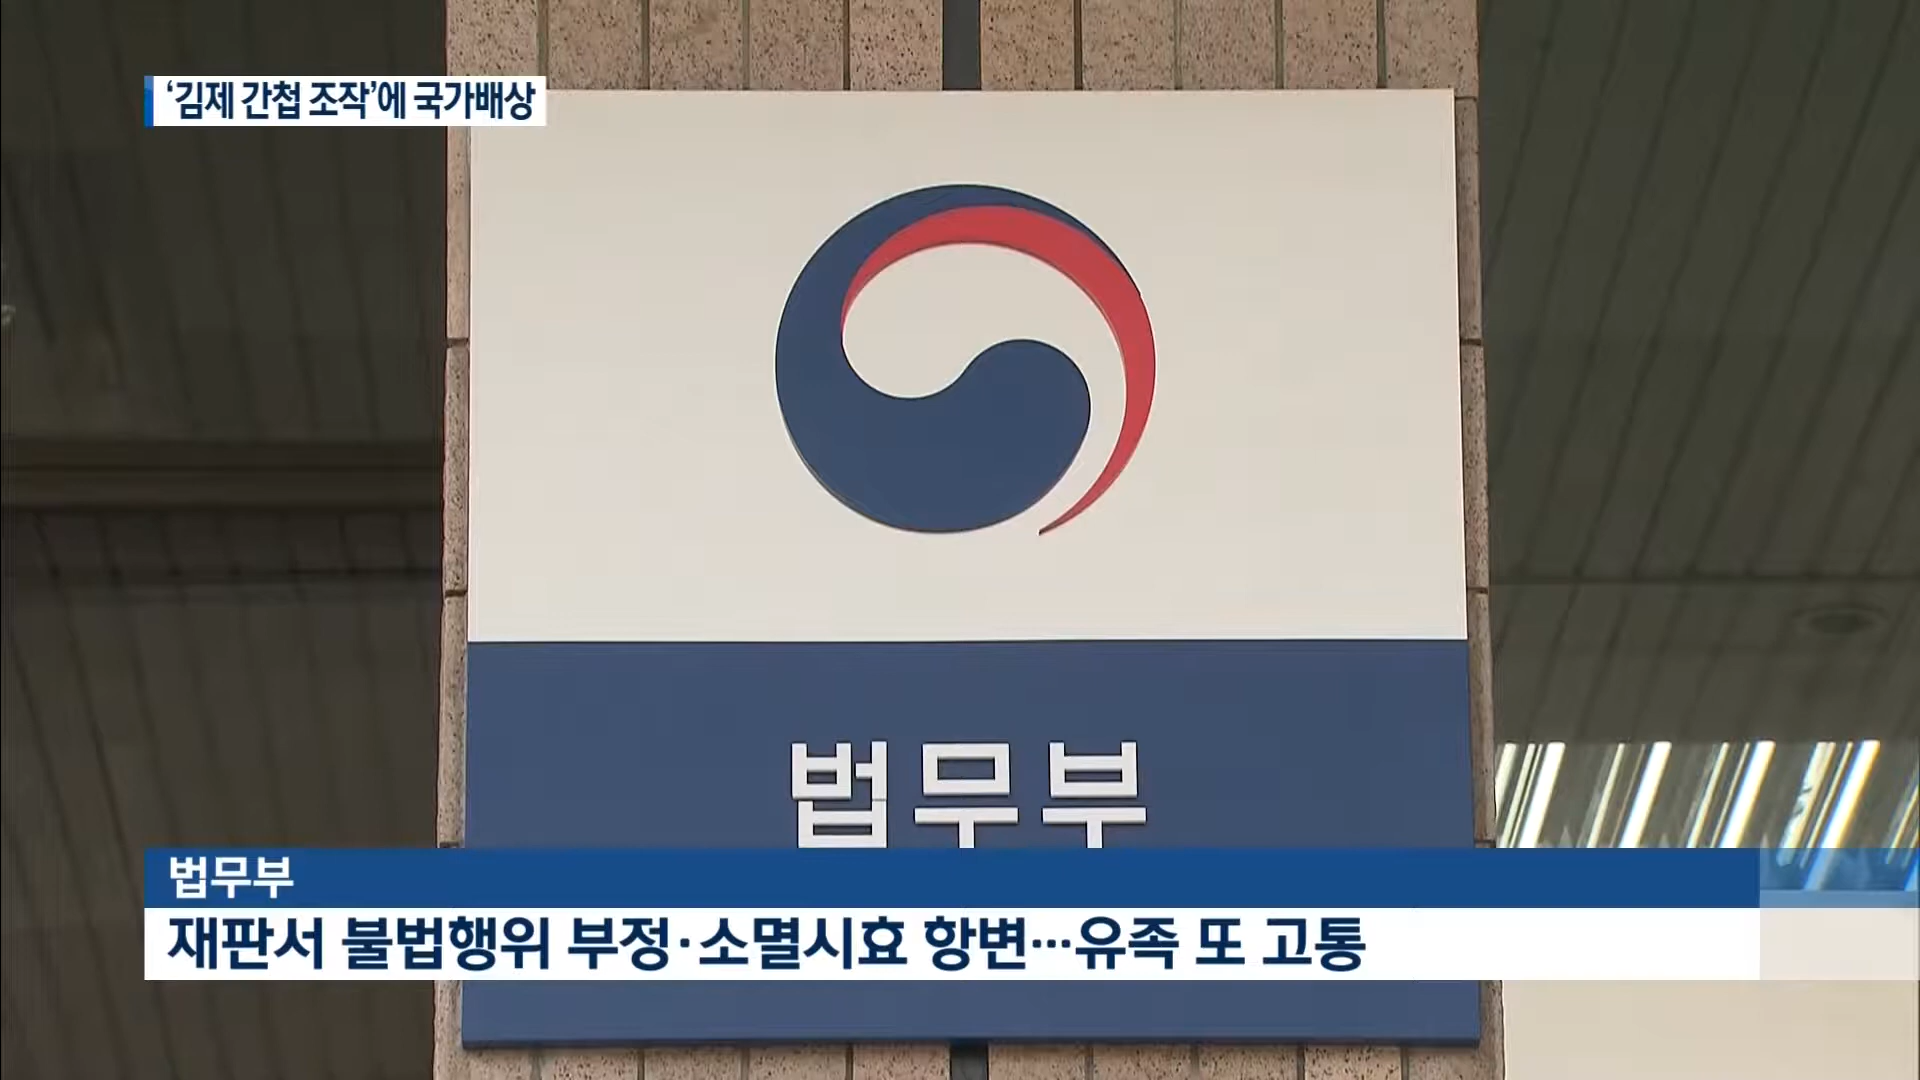 ‘김제 간첩 조작’에 국가배상
법무부
법무부
재판서 불법행위 부정·소멸시효 항변…유족 또 고통